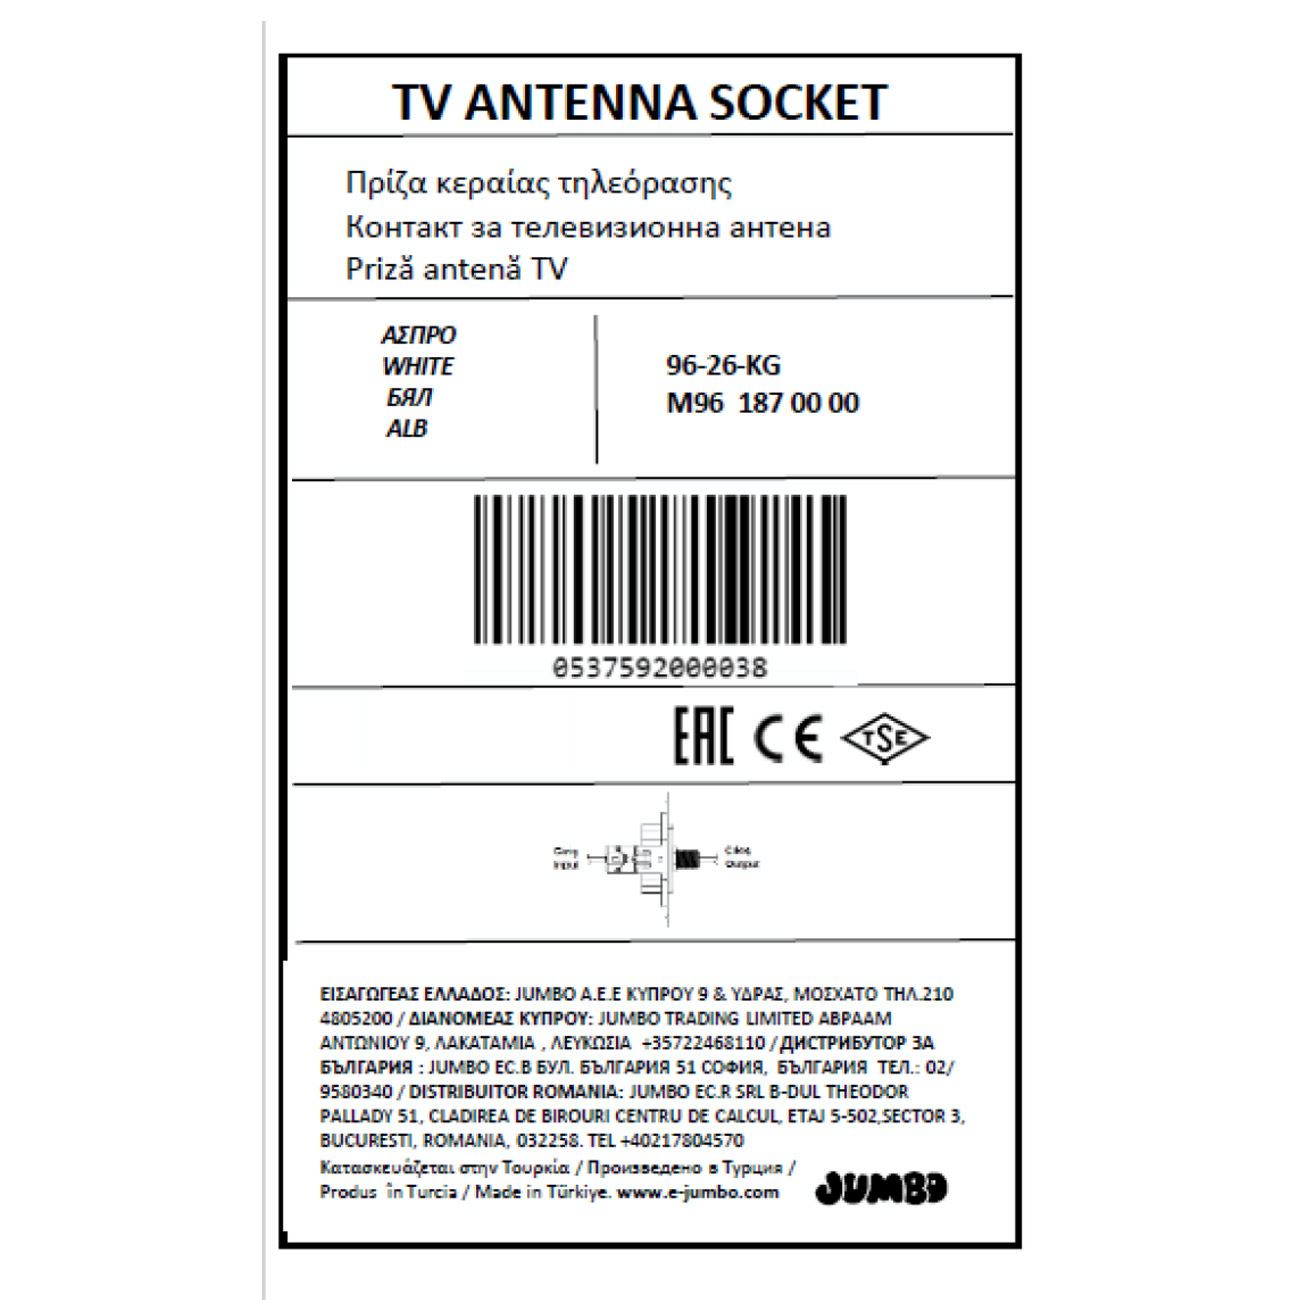 TV ANTENNA SOCKET
Πρίζα κεραίας τηλεόρασης
Контакт за телевизионна антена
Priză antenă TV
ΑΣΠΡΟ
WHITE
БЯЛ
ALB
96-26-KG
M96 187 00 00
0537592000038
EAC CE TSE
Giriş
Input
Çıkış
Output
ΕΙΣΑΓΩΓΕΑΣ ΕΛΛΑΔΟΣ: JUMBO A.E.E ΚΥΠΡΟΥ 9 & ΥΔΡΑΣ, ΜΟΣΧΑΤΟ ΤΗΛ.210
4805200 / ΔΙΑΝΟΜΕΑΣ ΚΥΠΡΟΥ: JUMBO TRADING LIMITED ΑΒΡΑΑΜ
ΑΝΤΩΝΙΟΥ 9, ΛΑΚΑΤΑΜΙΑ , ΛΕΥΚΩΣΙΑ +35722468110 / ДИСТРИБУТОР ЗА
БЪЛГАРИЯ : JUMBO EC.B БУЛ. БЪЛГАРИЯ 51 СОФИЯ, БЪЛГАРИЯ ТЕЛ.: 02/
9580340 / DISTRIBUITOR ROMANIA: JUMBO EC.R SRL B-DUL THEODOR
PALLADY 51, CLADIREA DE BIROURI CENTRU DE CALCUL, ETAJ 5-502,SECTOR 3,
BUCURESTI, ROMANIA, 032258. TEL +40217804570
Κατασκευάζεται στην Τουρκία / Произведено в Турция /
Produs în Turcia / Made in Türkiye. www.e-jumbo.com
JUMBO